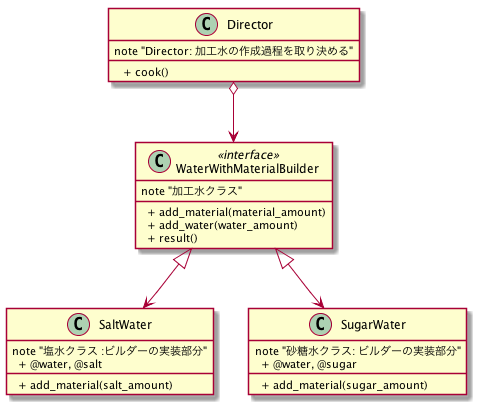 C Director
note "Director: 加工水の作成過程を取り決める"
+ cook()
«interface»
C WaterWithMaterialBuilder
note "加工水クラス"
+ add_material(material_amount)
+ add_water(water_amount)
+ result()
C SaltWater
note "塩水クラス :ビルダーの実装部分"
+ @water, @salt
+ add_material(salt_amount)
C SugarWater
note "砂糖水クラス: ビルダーの実装部分"
+ @water, @sugar
+ add_material(sugar_amount)